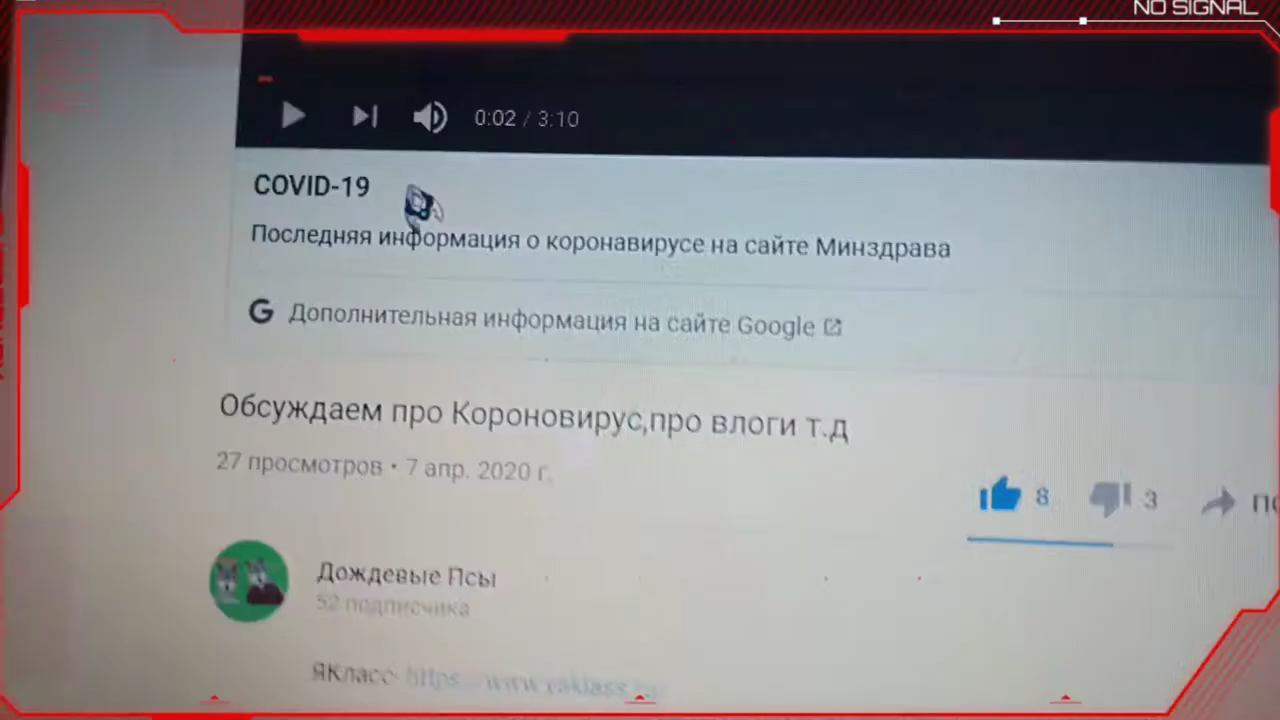 NO SIGNAL
0:02 / 3:10
COVID-19
Последняя информация о коронавирусе на сайте Минздрава
G Дополнительная информация на сайте Google
Обсуждаем про Короновирус,про влоги т.д
27 просмотров • 7 апр. 2020 г.
8 3
Дождевые Псы
52 подписчика
ЯКласс- https